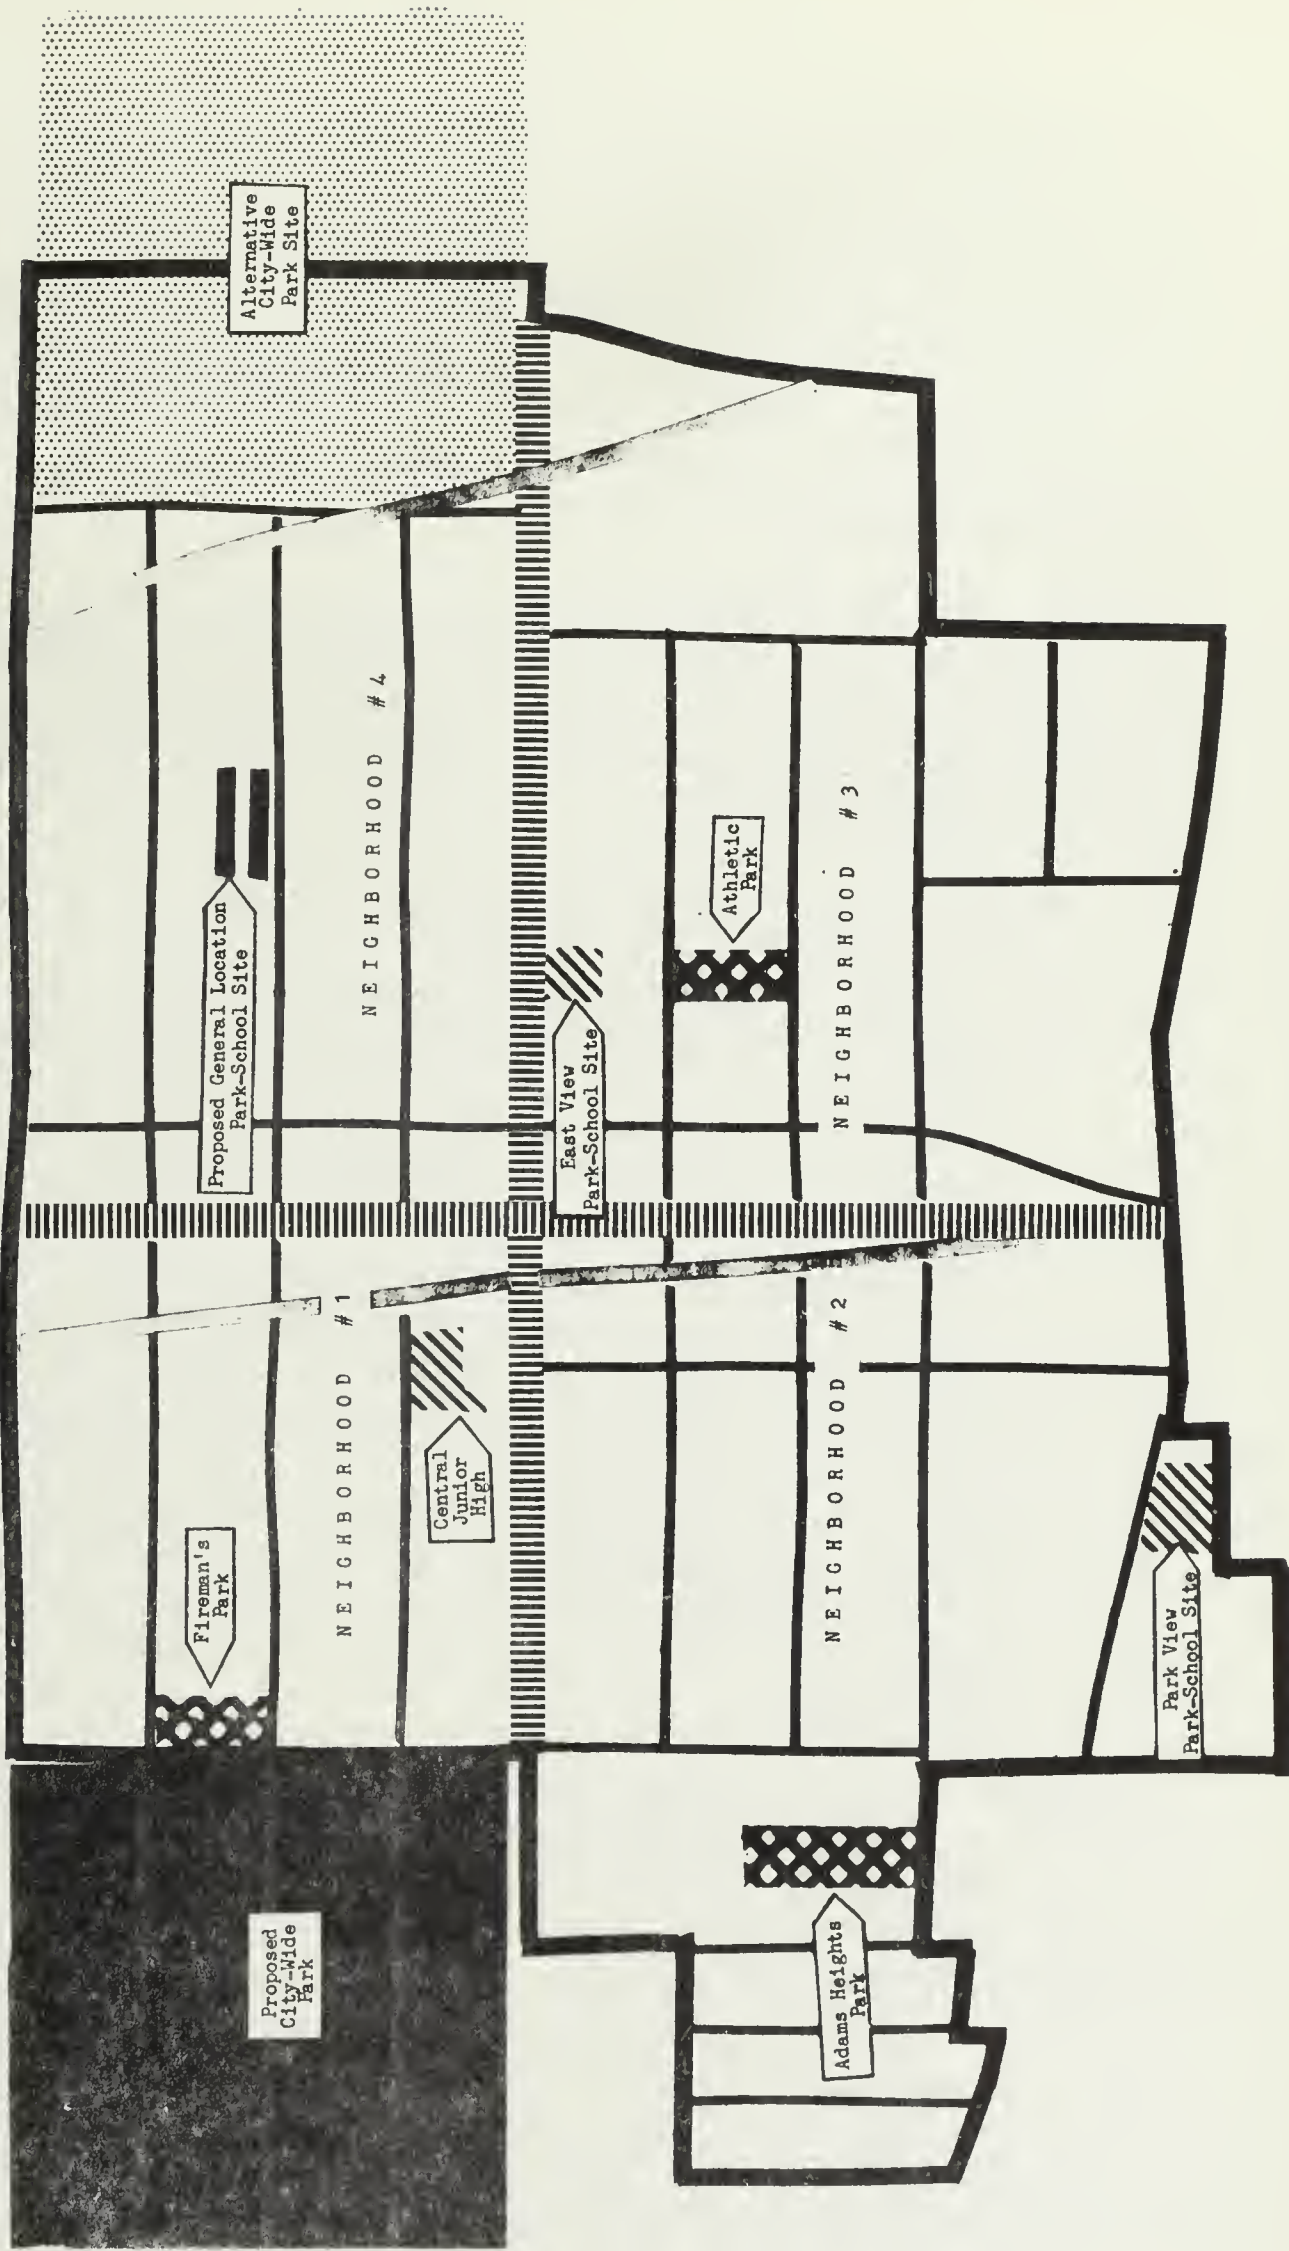 Alternative
City-Wide
Park Site
Proposed General Location
Park-School Site
NEIGHBORHOOD #4
East View
Park-School Site
Athletic
Park
NEIGHBORHOOD #3
Fireman's
Park
NEIGHBORHOOD #1
Central
Junior
High
NEIGHBORHOOD #2
Park View
Park-School Site
Proposed
City-Wide
Park
Adams Heights
Park